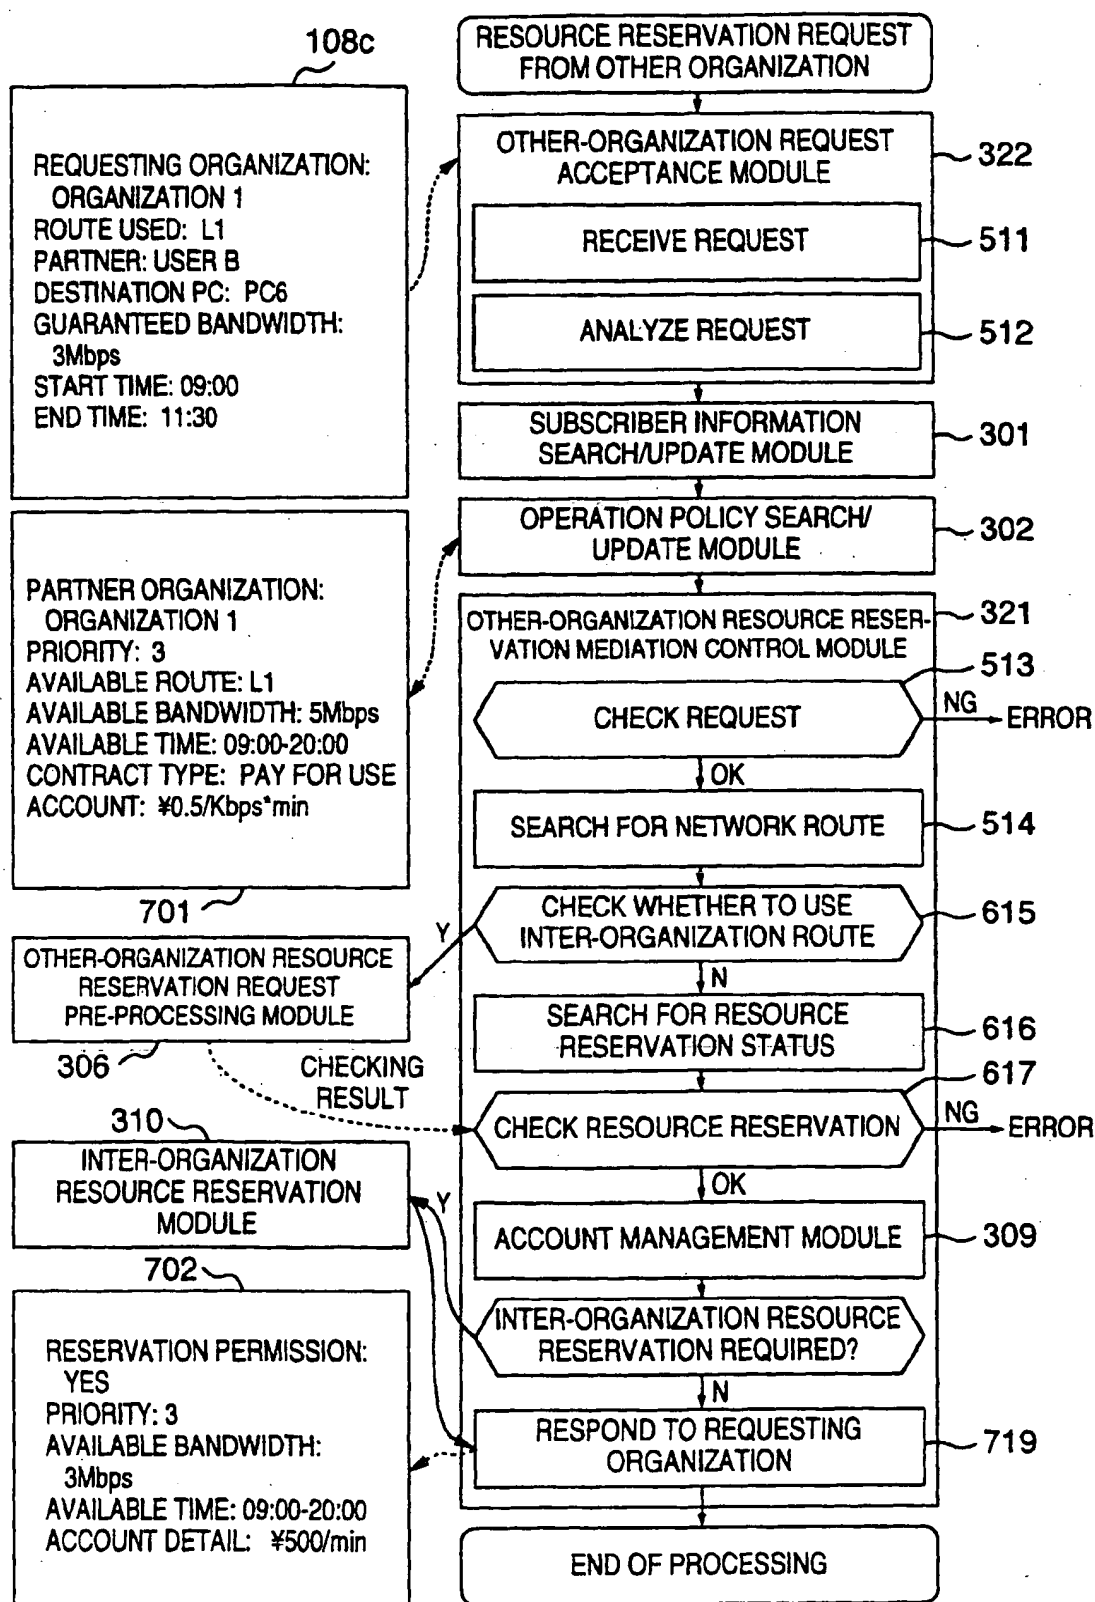 108c
RESOURCE RESERVATION REQUEST
FROM OTHER ORGANIZATION
REQUESTING ORGANIZATION:
ORGANIZATION 1
ROUTE USED: L1
PARTNER: USER B
DESTINATION PC: PC6
GUARANTEED BANDWIDTH:
3Mbps
START TIME: 09:00
END TIME: 11:30
OTHER-ORGANIZATION REQUEST
ACCEPTANCE MODULE
322
RECEIVE REQUEST
511
ANALYZE REQUEST
512
SUBSCRIBER INFORMATION
SEARCH/UPDATE MODULE
301
OPERATION POLICY SEARCH/
UPDATE MODULE
302
PARTNER ORGANIZATION:
ORGANIZATION 1
PRIORITY: 3
AVAILABLE ROUTE: L1
AVAILABLE BANDWIDTH: 5Mbps
AVAILABLE TIME: 09:00-20:00
CONTRACT TYPE: PAY FOR USE
ACCOUNT: ¥0.5/Kbps*min
701
OTHER-ORGANIZATION RESOURCE RESER-
VATION MEDIATION CONTROL MODULE
321
513
CHECK REQUEST
NG
ERROR
OK
SEARCH FOR NETWORK ROUTE
514
CHECK WHETHER TO USE
INTER-ORGANIZATION ROUTE
615
Y
N
OTHER-ORGANIZATION RESOURCE
RESERVATION REQUEST
PRE-PROCESSING MODULE
306
SEARCH FOR RESOURCE
RESERVATION STATUS
616
CHECKING
RESULT
617
CHECK RESOURCE RESERVATION
NG
ERROR
OK
310
INTER-ORGANIZATION
RESOURCE RESERVATION
MODULE
Y
ACCOUNT MANAGEMENT MODULE
309
INTER-ORGANIZATION RESOURCE
RESERVATION REQUIRED?
N
702
RESERVATION PERMISSION:
YES
PRIORITY: 3
AVAILABLE BANDWIDTH:
3Mbps
AVAILABLE TIME: 09:00-20:00
ACCOUNT DETAIL: ¥500/min
RESPOND TO REQUESTING
ORGANIZATION
719
END OF PROCESSING